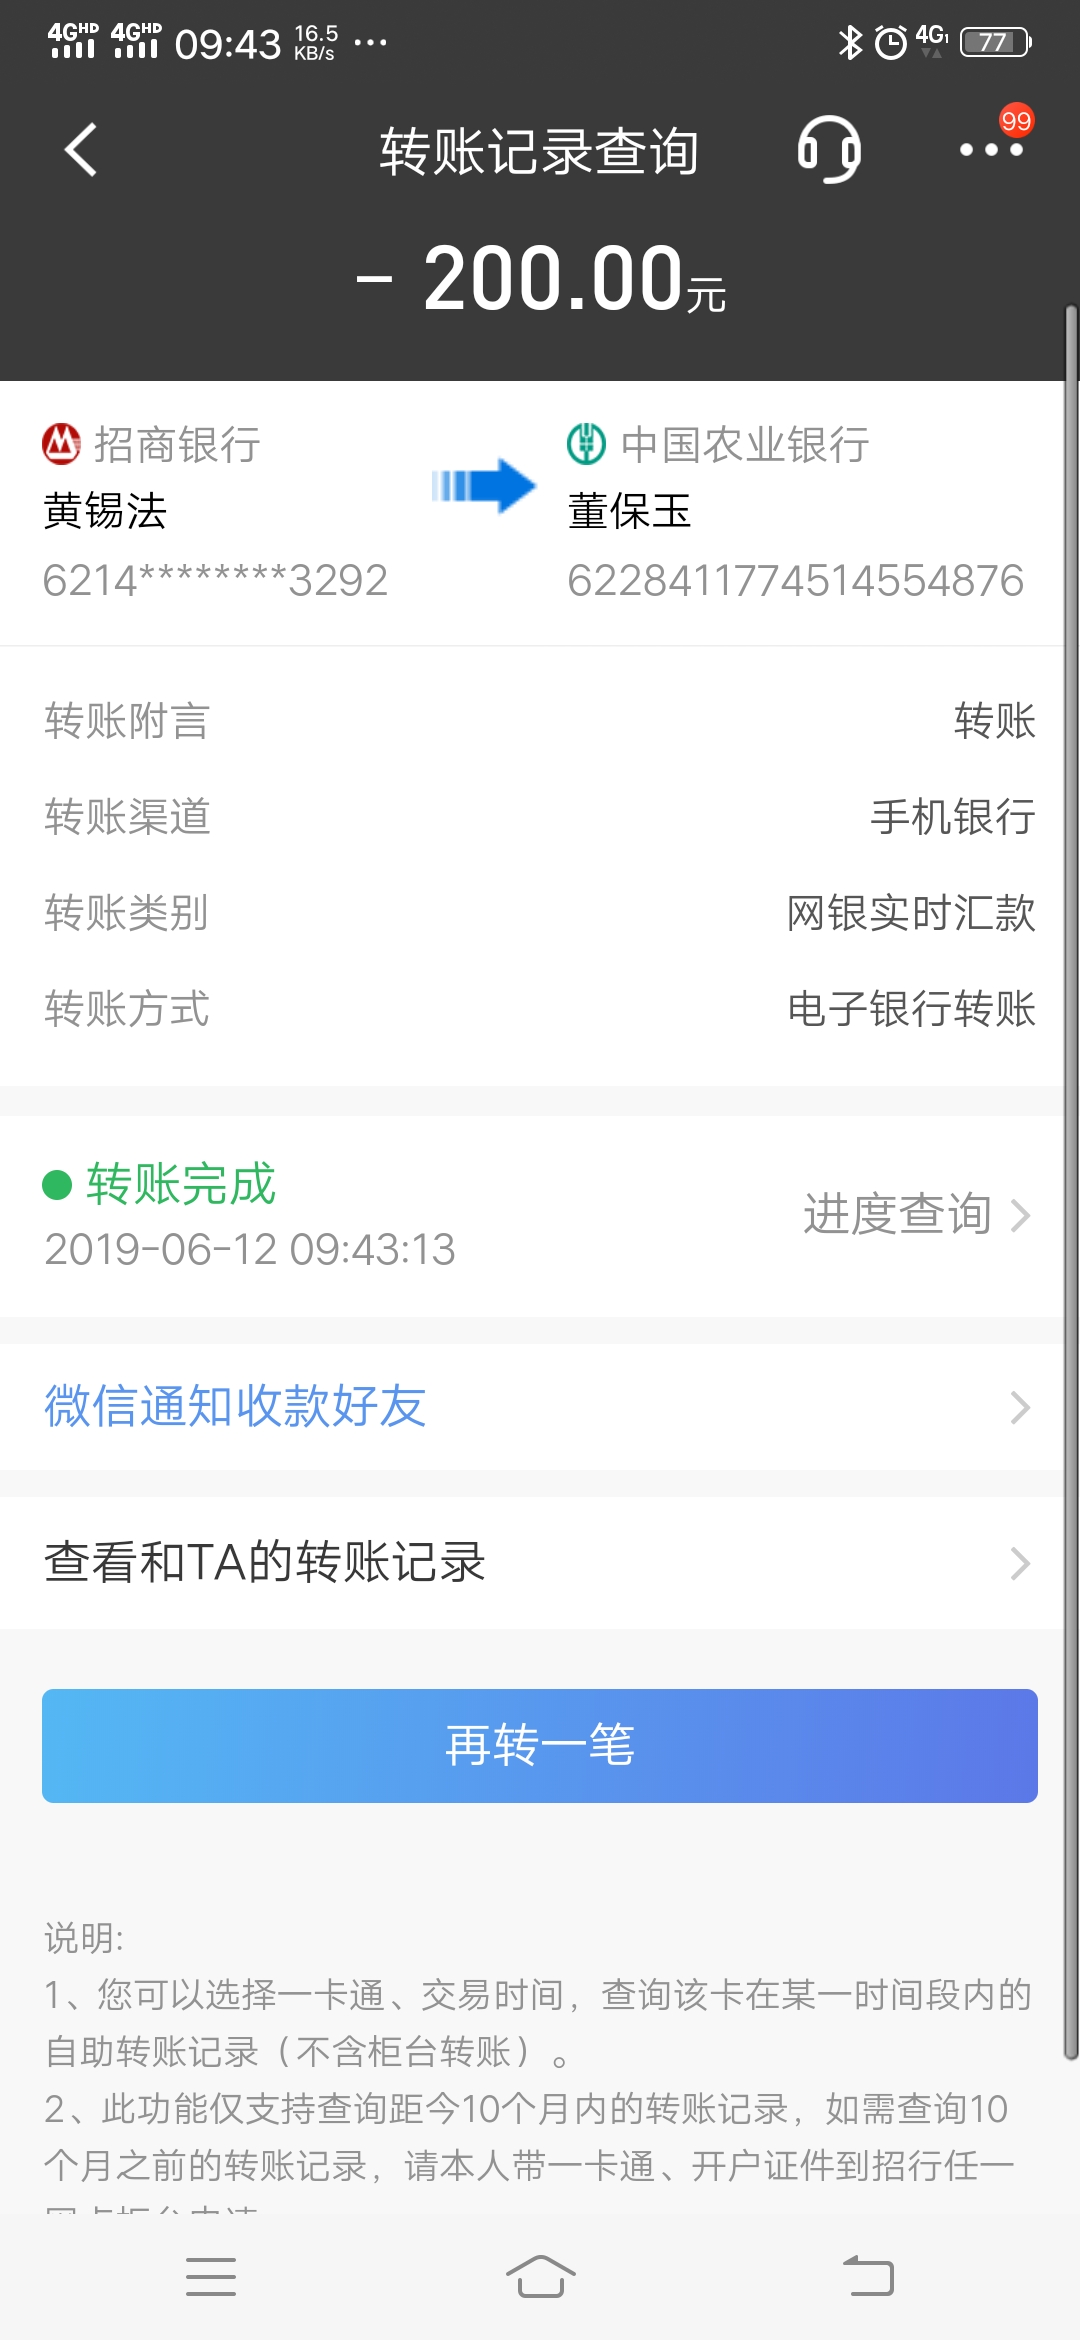 4GHD 4GHD 09:43 16.5 KB/s ... 4G 77
转账记录查询 99
- 200.00元
招商银行 中国农业银行
黄锡法 董保玉
6214********3292 6228411774514554876
转账附言 转账
转账渠道 手机银行
转账类别 网银实时汇款
转账方式 电子银行转账
转账完成 进度查询
2019-06-12 09:43:13
微信通知收款好友
查看和TA的转账记录
再转一笔
说明:
1、您可以选择一卡通、交易时间，查询该卡在某一时间段内的
自助转账记录（不含柜台转账）。
2、此功能仅支持查询距今10个月内的转账记录，如需查询10
个月之前的转账记录，请本人带一卡通、开户证件到招行任一